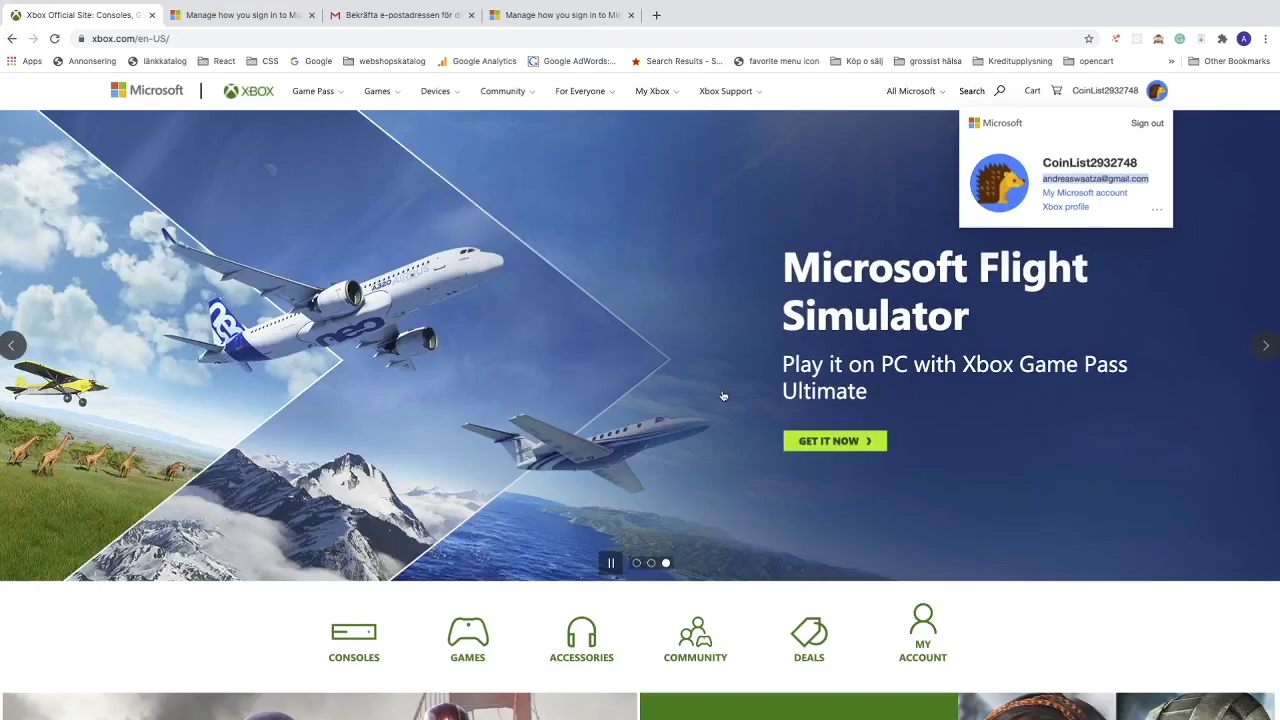 Xbox Official Site: Consoles, G
Manage how you sign in to Mic
Bekräfta e-postadressen för di
Manage how you sign in to Mic
xbox.com/en-US/
A
Apps
Annonsering
länkkatalog
React
CSS
Google
webshopskatalog
Google Analytics
Google AdWords:...
Search Results - S...
favorite menu icon
Köp o sälj
grossist hälsa
Kreditupplysning
opencart
»
Other Bookmarks
Microsoft
XBOX
Game Pass
Games
Devices
Community
For Everyone
My Xbox
Xbox Support
All Microsoft
Search
Cart
CoinList2932748
Microsoft
Sign out
CoinList2932748
andreaswaatza@gmail.com
My Microsoft account
Xbox profile
...
A320 AIRBUS
neo
Microsoft Flight
Simulator
Play it on PC with Xbox Game Pass
Ultimate
GET IT NOW
CONSOLES
GAMES
ACCESSORIES
COMMUNITY
DEALS
MY
ACCOUNT